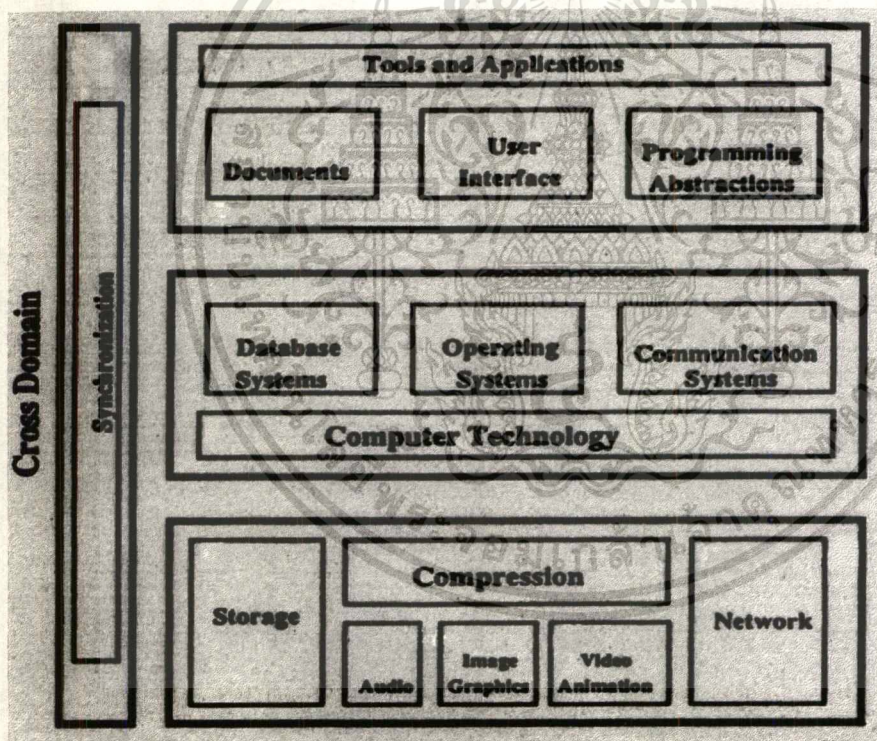 Cross Domain
Synchronization
Tools and Applications
Documents
User
Interface
Programming
Abstractions
Database
Systems
Operating
Systems
Communication
Systems
Computer Technology
Storage
Compression
Audio
Image
Graphics
Video
Animation
Network